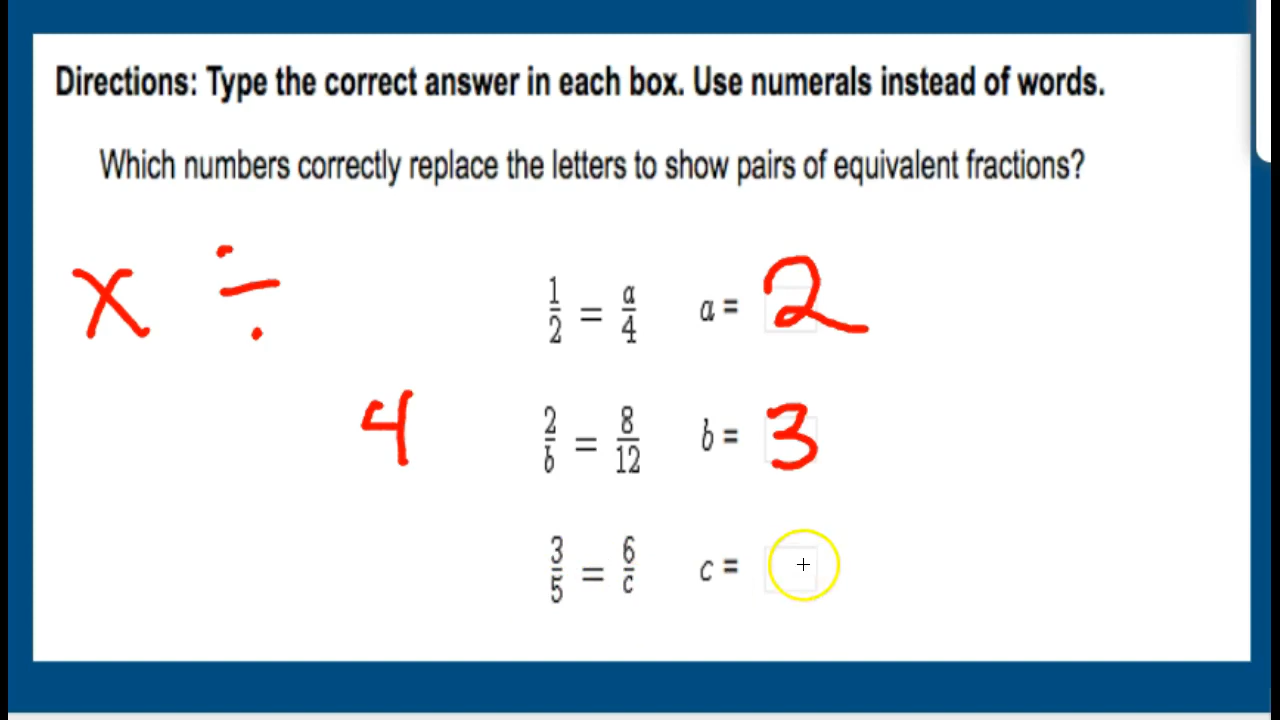 Directions: Type the correct answer in each box. Use numerals instead of words.
Which numbers correctly replace the letters to show pairs of equivalent fractions?
x ÷
1/2 = a/4 a = 2
4
2/b = 8/12 b = 3
3/5 = 6/c c =